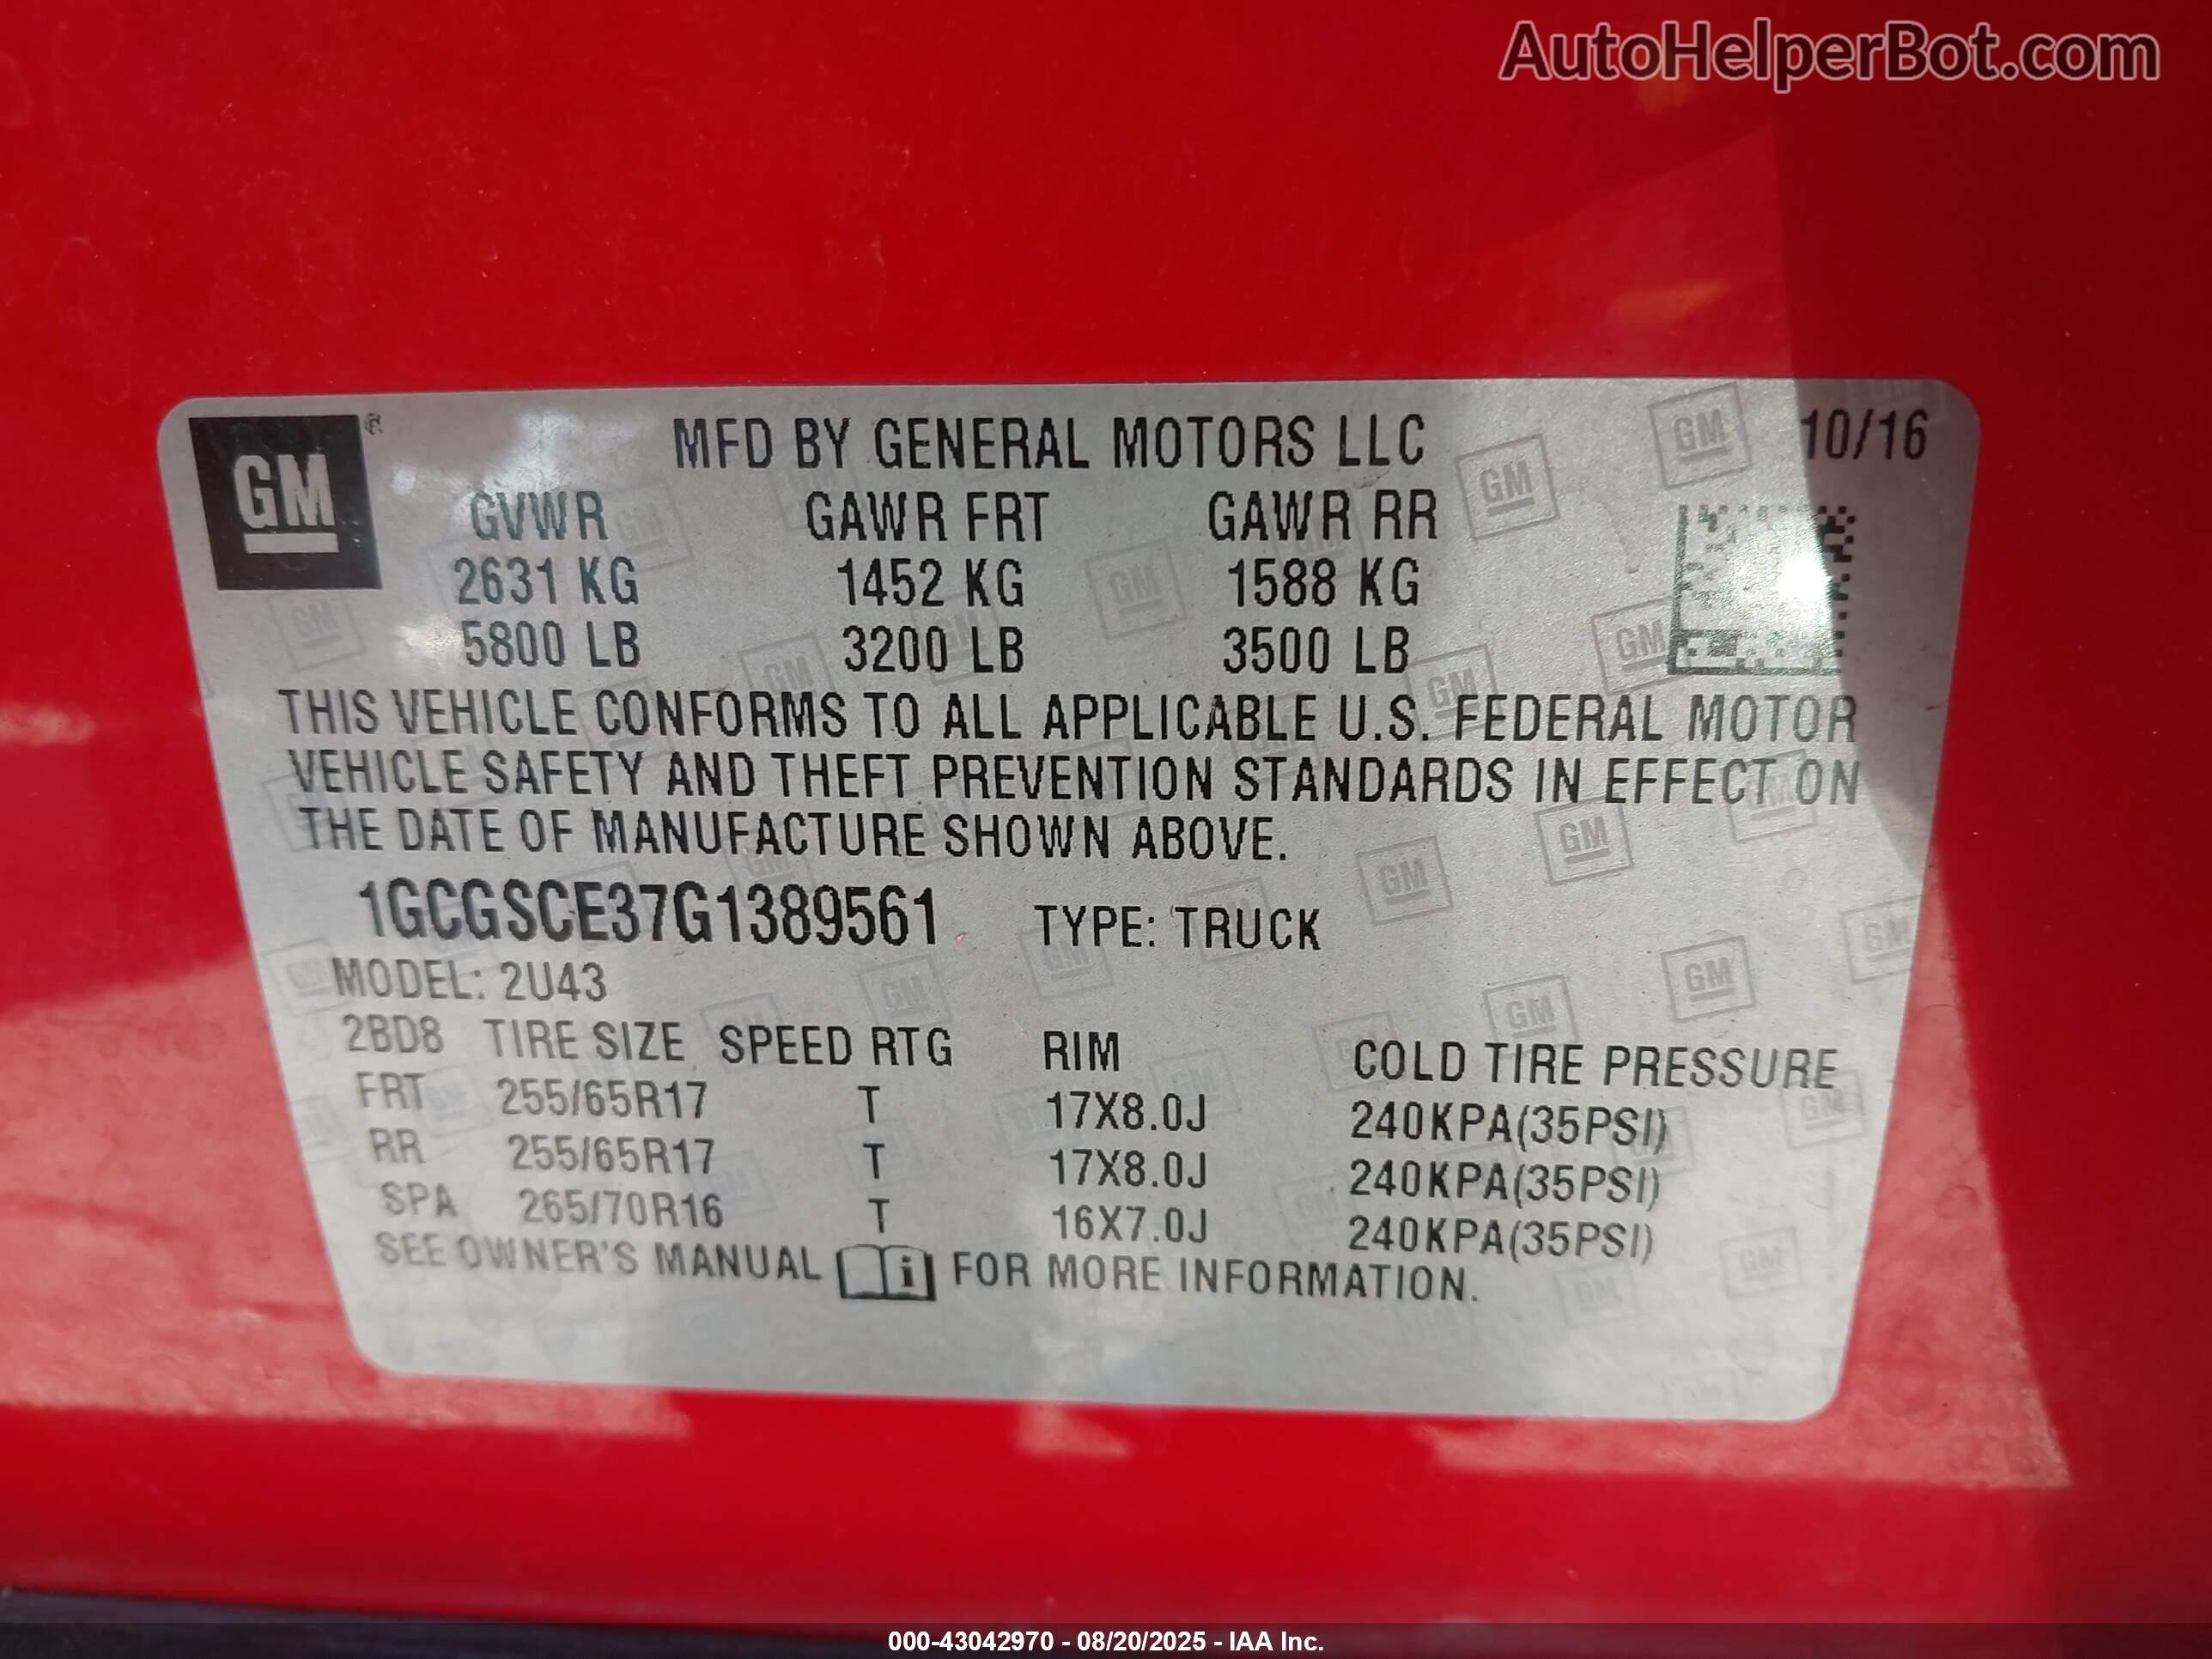 AutoHelperBot.com
GM
MFD BY GENERAL MOTORS LLC 10/16
GVWR GAWR FRT GAWR RR
2631 KG 1452 KG 1588 KG
5800 LB 3200 LB 3500 LB
THIS VEHICLE CONFORMS TO ALL APPLICABLE U.S. FEDERAL MOTOR
VEHICLE SAFETY AND THEFT PREVENTION STANDARDS IN EFFECT ON
THE DATE OF MANUFACTURE SHOWN ABOVE.
1GCGSCE37G1389561 TYPE: TRUCK
MODEL: 2U43
2BD8 TIRE SIZE SPEED RTG RIM COLD TIRE PRESSURE
FRT 255/65R17 T 17X8.0J 240KPA(35PSI)
RR 255/65R17 T 17X8.0J 240KPA(35PSI)
SPA 265/70R16 T 16X7.0J 240KPA(35PSI)
SEE OWNER'S MANUAL i FOR MORE INFORMATION.
000-43042970 - 08/20/2025 - IAA Inc.